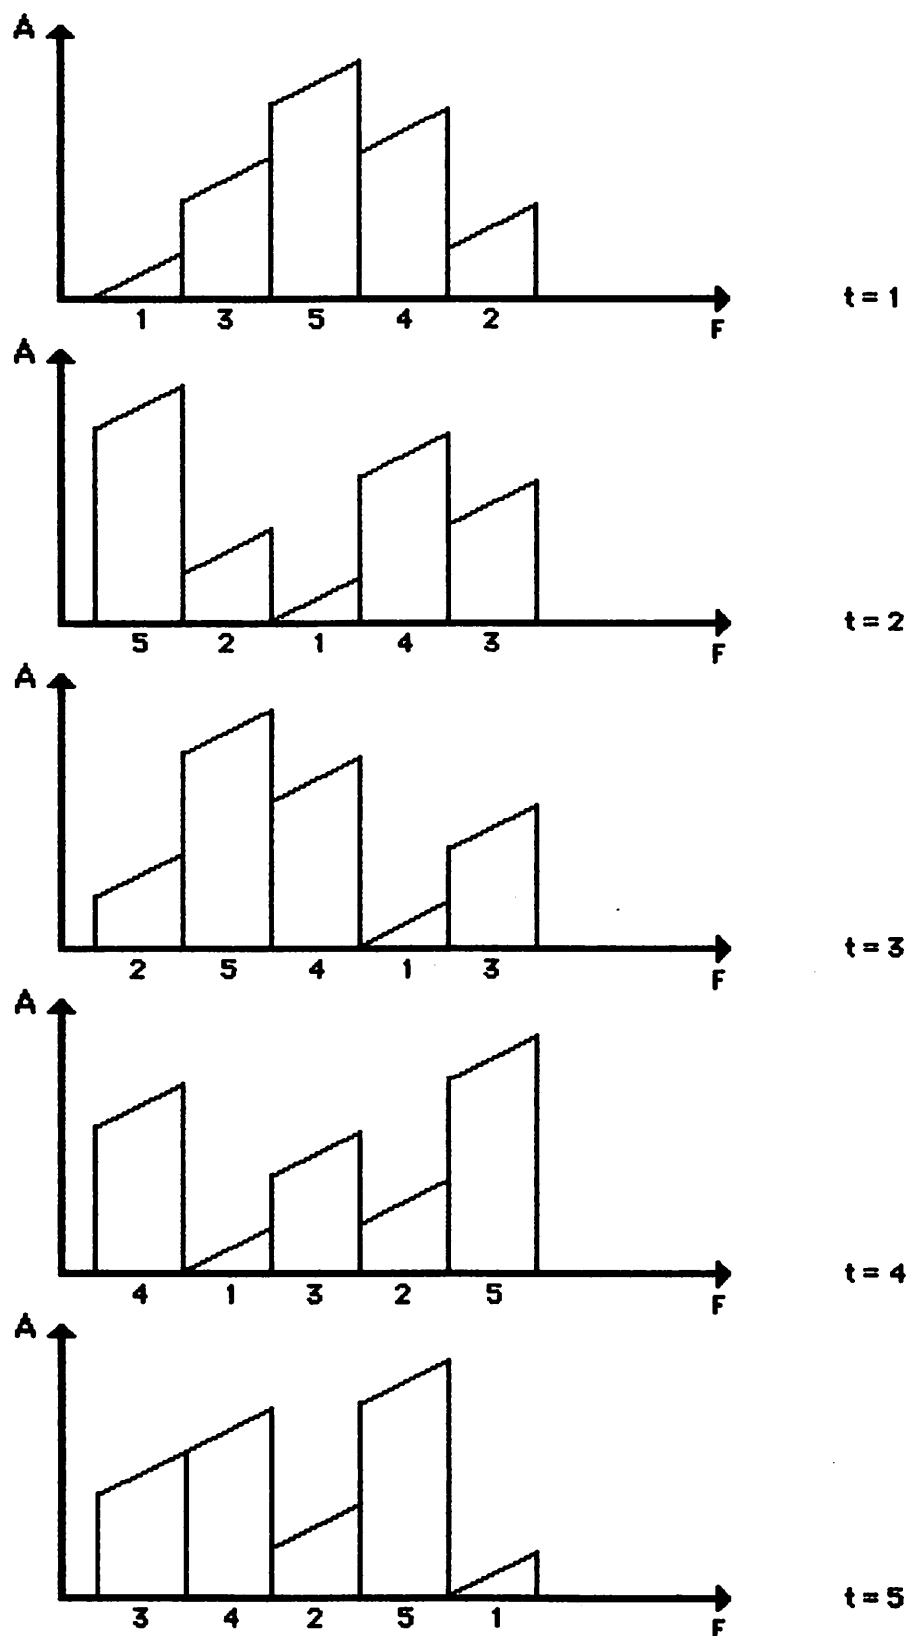 A
1 3 5 4 2
F
t = 1
A
5 2 1 4 3
F
t = 2
A
2 5 4 1 3
F
t = 3
A
4 1 3 2 5
F
t = 4
A
3 4 2 5 1
F
t = 5